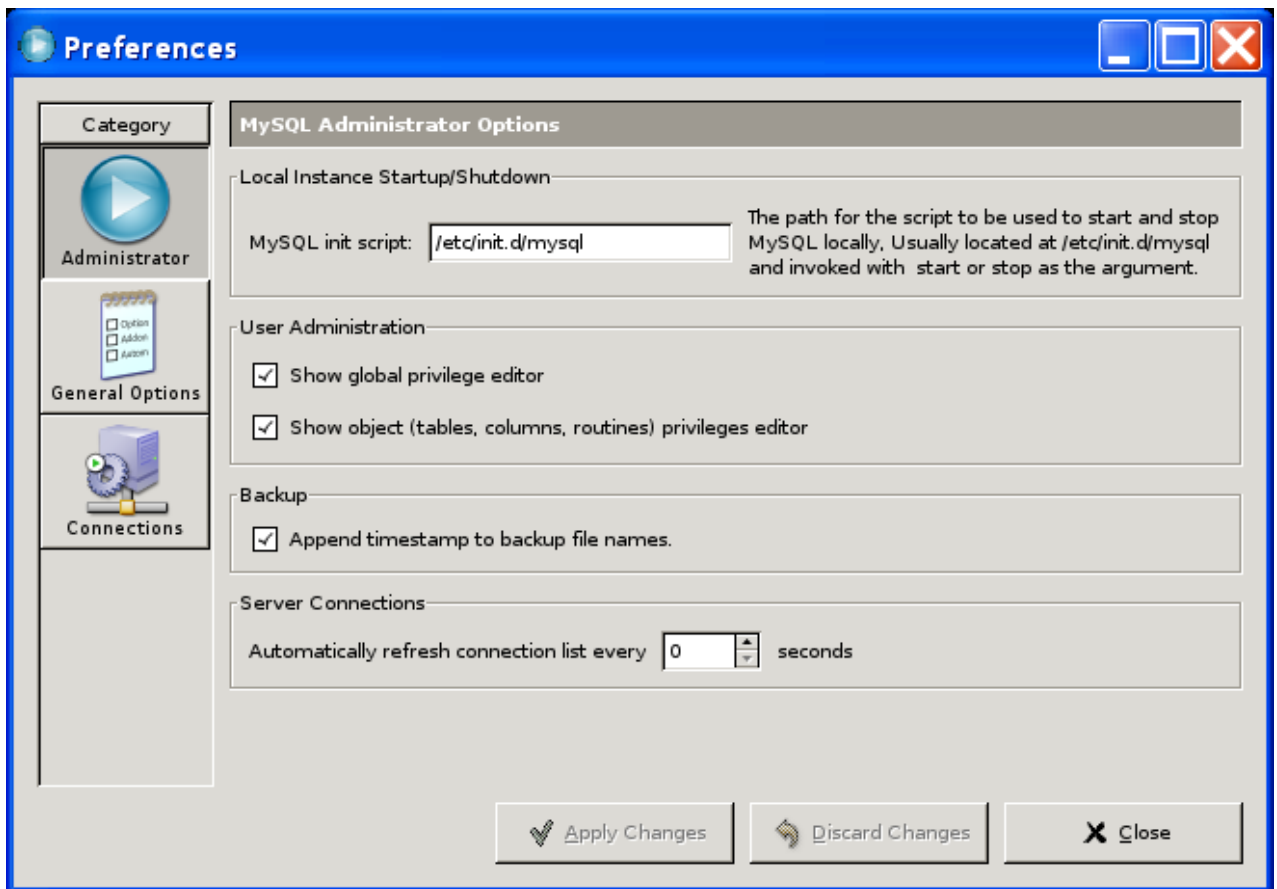 Preferences
Category
Administrator
Option
Addon
General Options
Connections
MySQL Administrator Options
Local Instance Startup/Shutdown
MySQL init script: /etc/init.d/mysql
The path for the script to be used to start and stop
MySQL locally, Usually located at /etc/init.d/mysql
and invoked with start or stop as the argument.
User Administration
Show global privilege editor
Show object (tables, columns, routines) privileges editor
Backup
Append timestamp to backup file names.
Server Connections
Automatically refresh connection list every 0 seconds
Apply Changes
Discard Changes
Close